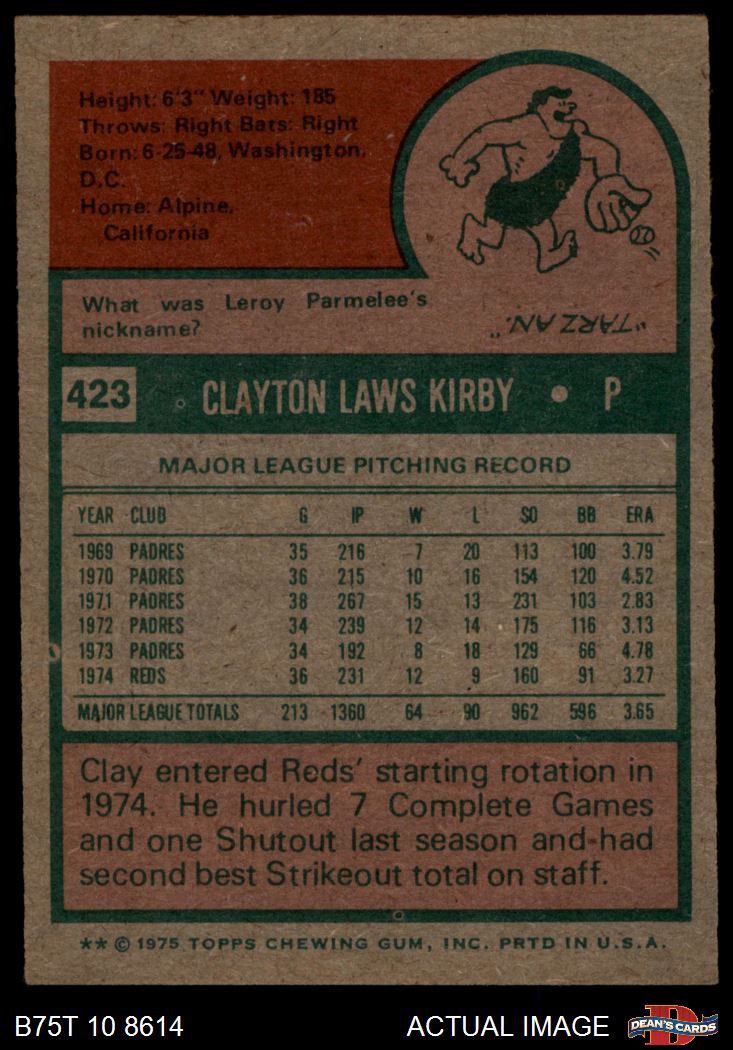 Height: 6'3" Weight: 185
Throws: Right Bats: Right
Born: 6-25-48, Washington,
D.C.
Home: Alpine,
California
What was Leroy Parmelee's
nickname?
"TARZAN."
423 CLAYTON LAWS KIRBY • P
MAJOR LEAGUE PITCHING RECORD
YEAR CLUB G IP W L SO BB ERA
1969 PADRES 35 216 7 20 113 100 3.79
1970 PADRES 36 215 10 16 154 120 4.52
1971 PADRES 38 267 15 13 231 103 2.83
1972 PADRES 34 239 12 14 175 116 3.13
1973 PADRES 34 192 8 18 129 66 4.78
1974 REDS 36 231 12 9 160 91 3.27
MAJOR LEAGUE TOTALS 213 1360 64 90 962 596 3.65
Clay entered Reds' starting rotation in
1974. He hurled 7 Complete Games
and one Shutout last season and had
second best Strikeout total on staff.
** © 1975 TOPPS CHEWING GUM, INC. PRTD IN U.S.A.
B75T 10 8614 ACTUAL IMAGE DEAN'S CARDS